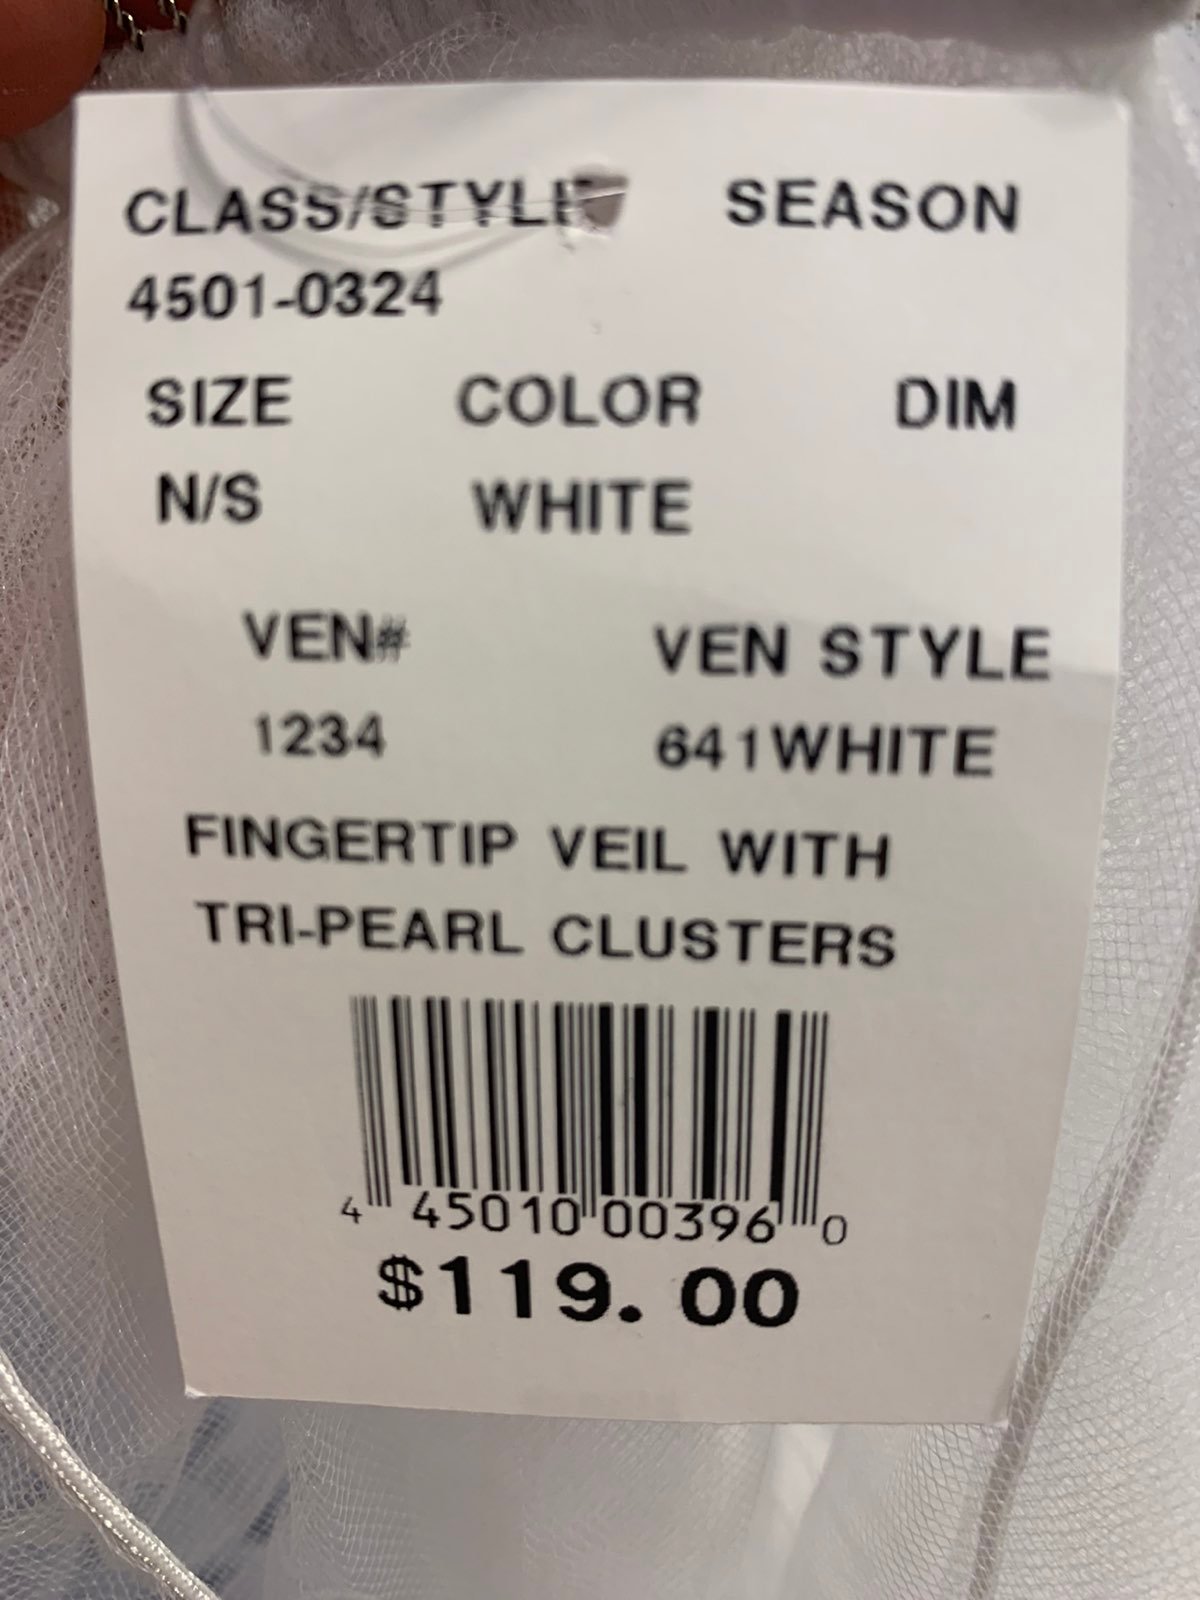 CLASS/STYLE SEASON
4501-0324
SIZE COLOR DIM
N/S WHITE
VEN# VEN STYLE
1234 641WHITE
FINGERTIP VEIL WITH
TRI-PEARL CLUSTERS
4 45010 00396 0
$119.00